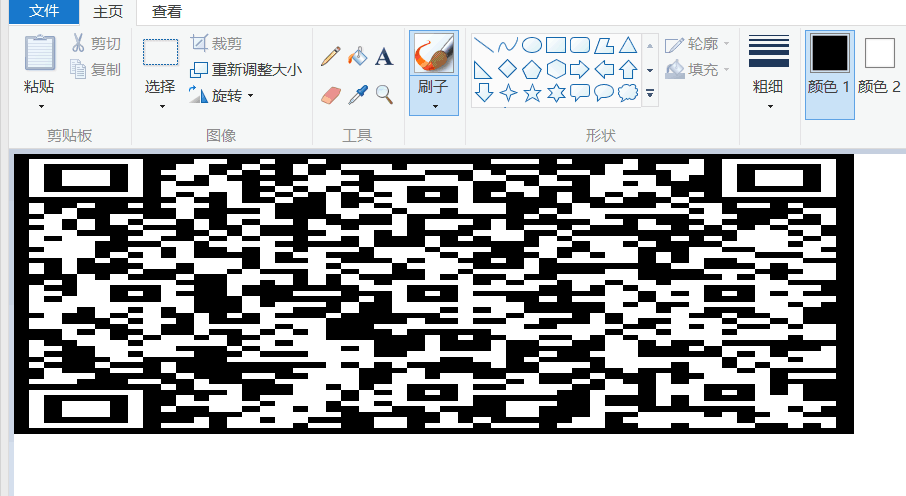 文件 主页 查看
粘贴 剪切
复制
选择 裁剪
重新调整大小
旋转
A
刷子
轮廓
填充
粗细 颜色 1 颜色 2
剪贴板 图像 工具 形状